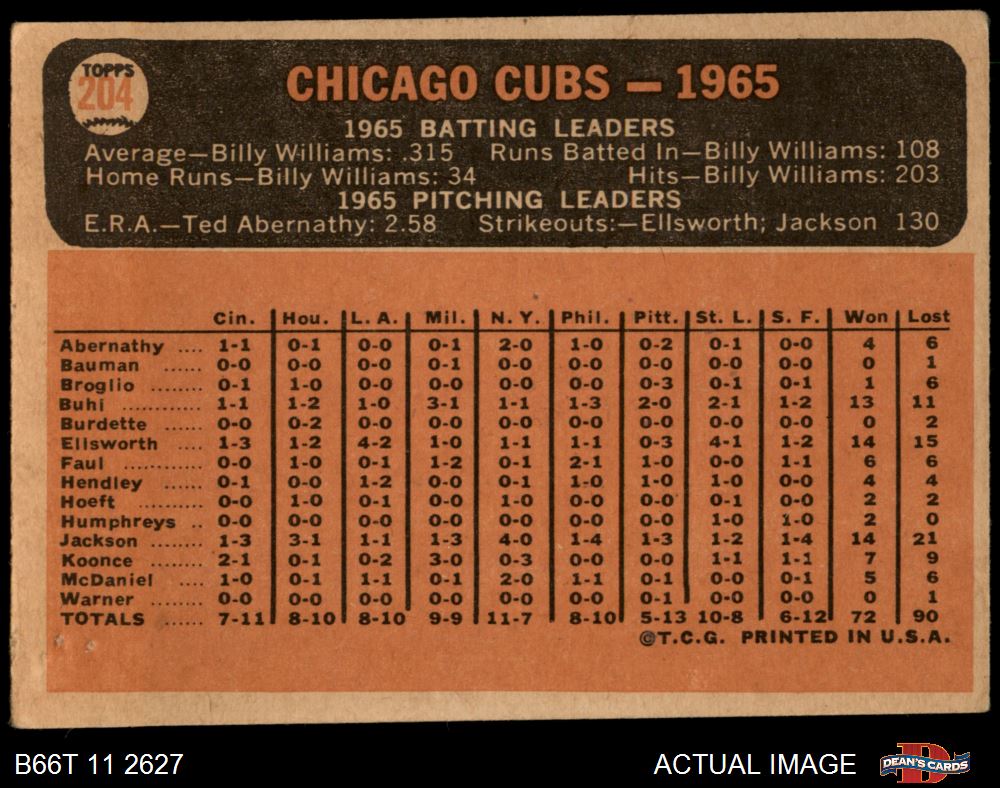 TOPPS
204
CHICAGO CUBS — 1965
1965 BATTING LEADERS
Average—Billy Williams: .315 Runs Batted In—Billy Williams: 108
Home Runs—Billy Williams: 34 Hits—Billy Williams: 203
1965 PITCHING LEADERS
E.R.A.—Ted Abernathy: 2.58 Strikeouts:—Ellsworth; Jackson 130
Cin. Hou. L. A. Mil. N. Y. Phil. Pitt. St. L. S. F. Won Lost
Abernathy .... 1-1 0-1 0-0 0-1 2-0 1-0 0-2 0-1 0-0 4 6
Bauman ...... 0-0 0-0 0-0 0-1 0-0 0-0 0-0 0-0 0-0 0 1
Broglio ........ 0-1 1-0 0-0 0-0 0-0 0-0 0-3 0-1 0-1 1 6
Buhl ............ 1-1 1-2 1-0 3-1 1-1 1-3 2-0 2-1 1-2 13 11
Burdette ...... 0-0 0-2 0-0 0-0 0-0 0-0 0-0 0-0 0-0 0 2
Ellsworth .... 1-3 1-2 4-2 1-0 1-1 1-1 0-3 4-1 1-2 14 15
Faul ............ 0-0 1-0 0-1 1-2 0-1 2-1 1-0 0-0 1-1 6 6
Hendley ...... 0-1 0-0 1-2 0-0 0-1 1-0 1-0 1-0 0-0 4 4
Hoeft .......... 0-0 1-0 0-1 0-0 1-0 0-0 0-0 0-1 0-0 2 2
Humphreys .. 0-0 0-0 0-0 0-0 0-0 0-0 0-0 1-0 1-0 2 0
Jackson ........ 1-3 3-1 1-1 1-3 4-0 1-4 1-3 1-2 1-4 14 21
Koonce ........ 2-1 0-1 0-2 3-0 0-3 0-0 0-0 1-1 1-1 7 9
McDaniel .... 1-0 0-1 1-1 0-1 2-0 1-1 0-1 0-0 0-1 5 6
Warner ........ 0-0 0-0 0-0 0-0 0-0 0-0 0-1 0-0 0-0 0 1
TOTALS ...... 7-11 8-10 8-10 9-9 11-7 8-10 5-13 10-8 6-12 72 90
©T.C.G. PRINTED IN U.S.A.
B66T 11 2627 ACTUAL IMAGE
DEAN'S CARDS